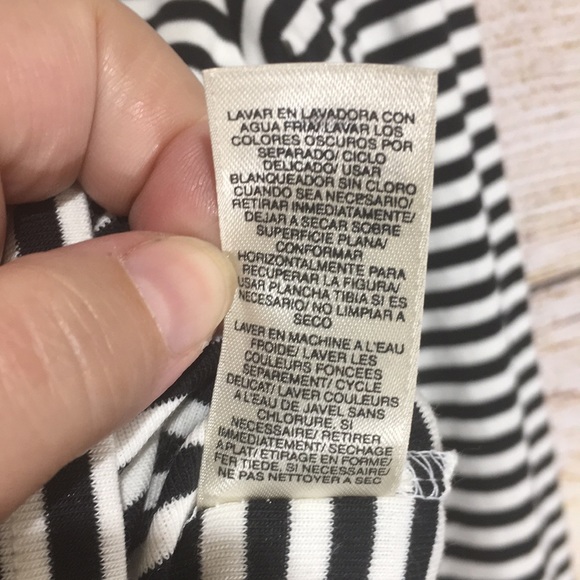 LAVAR EN LAVADORA CON
AGUA FRIA/ LAVAR LOS
COLORES OSCUROS POR
SEPARADO/ CICLO
DELICADO/ USAR
BLANQUEADOR SIN CLORO
CUANDO SEA NECESARIO/
RETIRAR INMEDIATAMENTE/
DEJAR A SECAR SOBRE
SUPERFICIE PLANA/
CONFORMAR
HORIZONTALMENTE PARA
RECUPERAR LA FIGURA/
USAR PLANCHA TIBIA SI ES
NECESARIO/ NO LIMPIAR A
SECO
LAVER EN MACHINE A L'EAU
FROIDE/ LAVER LES
COULEURS FONCEES
SEPAREMENT/ CYCLE
DELICAT/ LAVER COULEURS
A L'EAU DE JAVEL SANS
CHLORURE, SI
NECESSAIRE/ RETIRER
IMMEDIATEMENT/ SECHAGE
A PLAT/ ETIRAGE EN FORME/
FER TIEDE, SI NECESSAIRE/
NE PAS NETTOYER A SEC